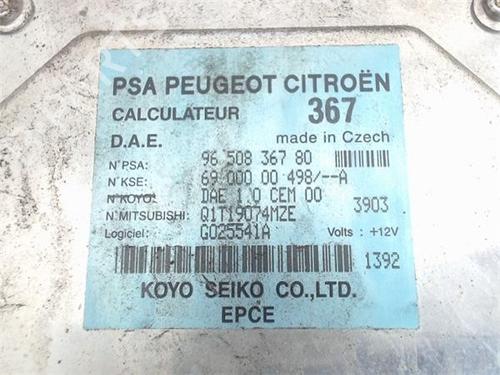 PSA PEUGEOT CITROËN
CALCULATEUR 367
D.A.E. made in Czech
N°PSA: 96 508 367 80
N°KSE: 69 000 00 498/--A
N°KOYO: DAE 1.0 CEM 00 3903
N°MITSUBISHI: Q1T19074MZE
Logiciel: G025541A Volts : +12V
1392
KOYO SEIKO CO.,LTD.
EPCE